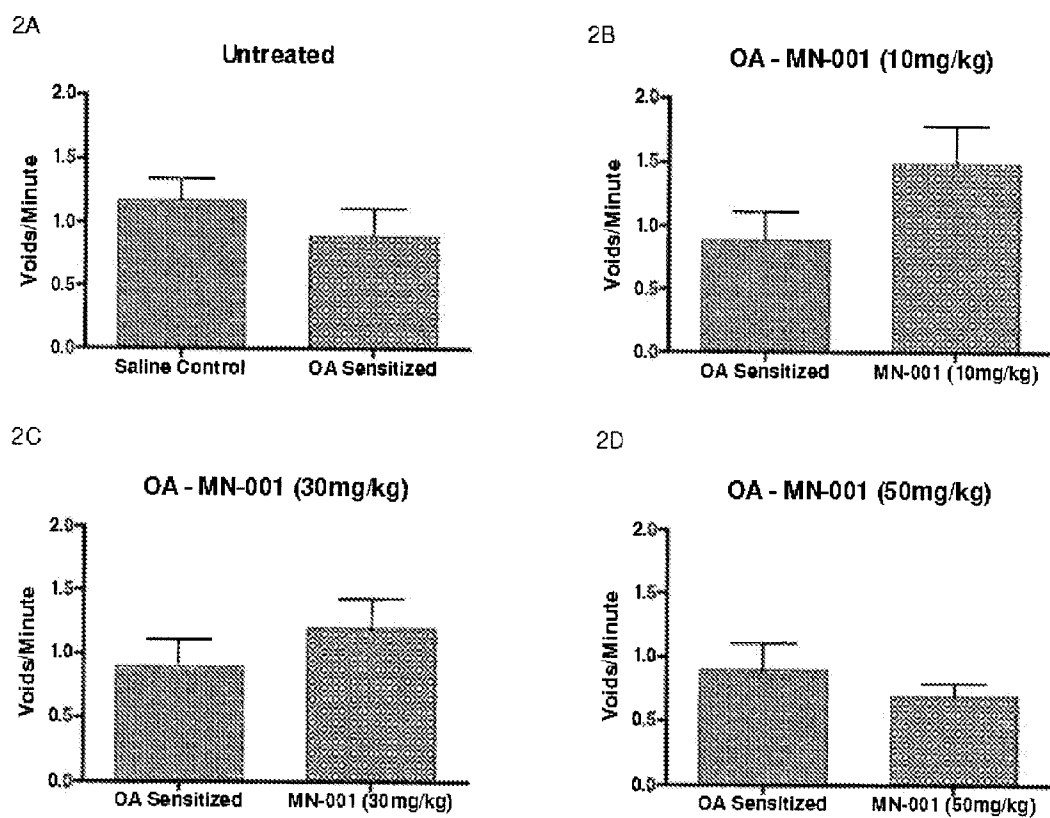 2A
Untreated
2.0
1.5
1.0
0.5
0.0
Voids/Minute
Saline Control
OA Sensitized
2B
OA - MN-001 (10mg/kg)
2.0
1.5
1.0
0.5
0.0
Voids/Minute
OA Sensitized
MN-001 (10mg/kg)
2C
OA - MN-001 (30mg/kg)
2.0
1.5
1.0
0.5
0.0
Voids/Minute
OA Sensitized
MN-001 (30mg/kg)
2D
OA - MN-001 (50mg/kg)
2.0
1.5
1.0
0.5
0.0
Voids/Minute
OA Sensitized
MN-001 (50mg/kg)